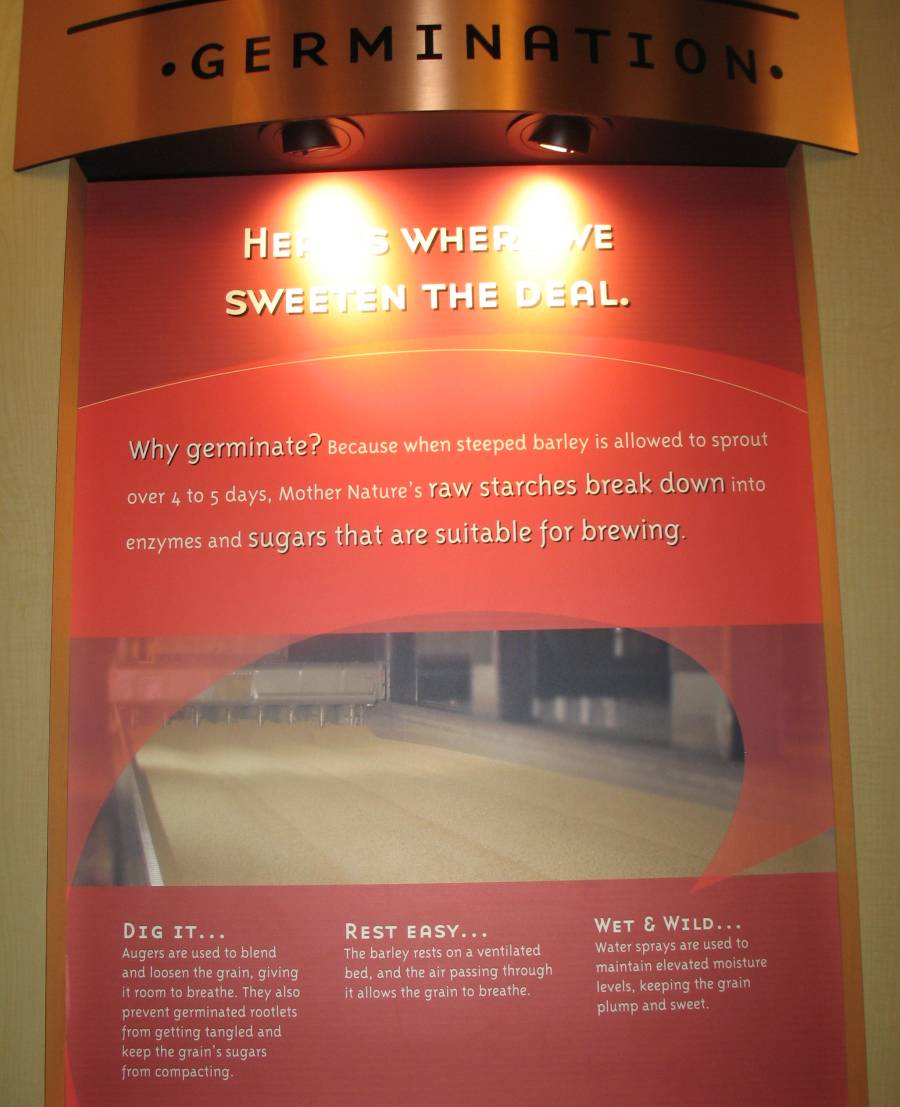 •GERMINATION•
HERE'S WHERE WE
SWEETEN THE DEAL.
Why germinate? Because when steeped barley is allowed to sprout
over 4 to 5 days, Mother Nature's raw starches break down into
enzymes and sugars that are suitable for brewing.
DIG IT...
Augers are used to blend
and loosen the grain, giving
it room to breathe. They also
prevent germinated rootlets
from getting tangled and
keep the grain's sugars
from compacting.
REST EASY...
The barley rests on a ventilated
bed, and the air passing through
it allows the grain to breathe.
WET & WILD...
Water sprays are used to
maintain elevated moisture
levels, keeping the grain
plump and sweet.